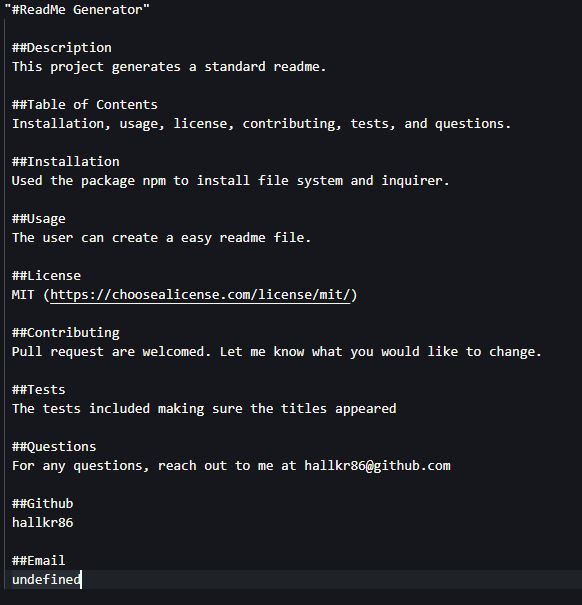 "#ReadMe Generator"
##Description
This project generates a standard readme.
##Table of Contents
Installation, usage, license, contributing, tests, and questions.
##Installation
Used the package npm to install file system and inquirer.
##Usage
The user can create a easy readme file.
##License
MIT (https://choosealicense.com/license/mit/)
##Contributing
Pull request are welcomed. Let me know what you would like to change.
##Tests
The tests included making sure the titles appeared
##Questions
For any questions, reach out to me at hallkr86@github.com
##Github
hallkr86
##Email
undefined